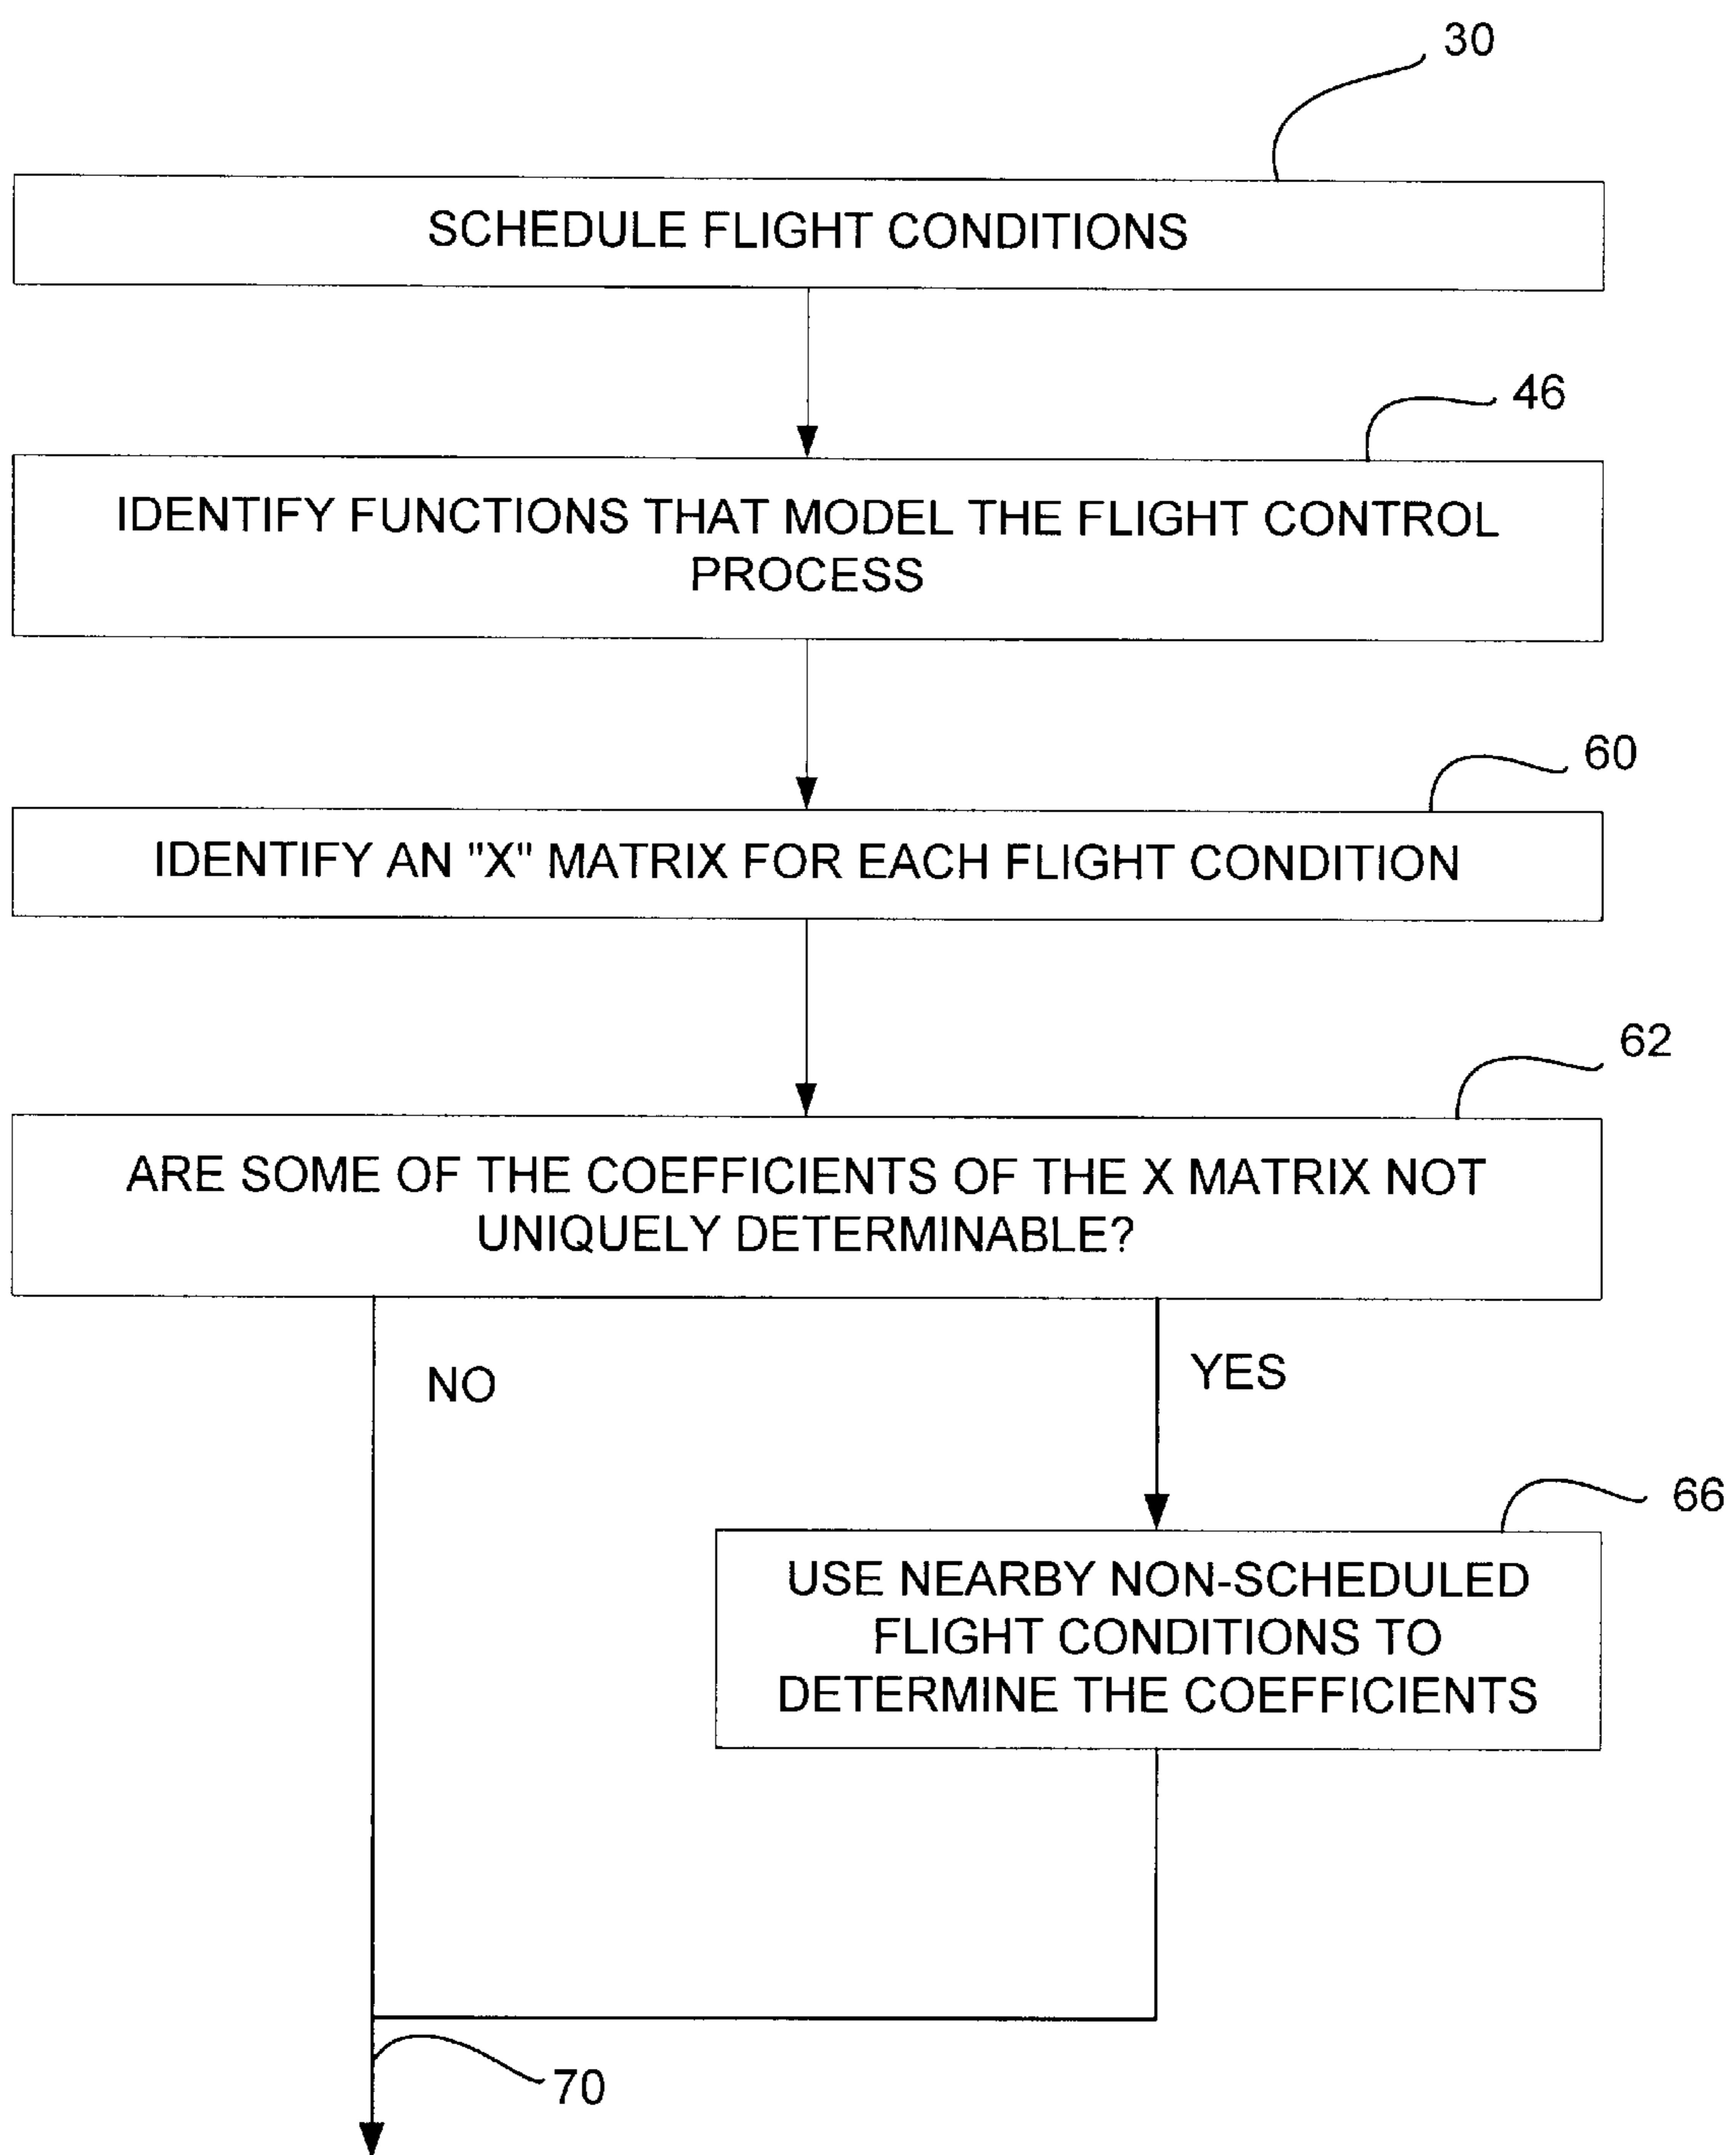 30
SCHEDULE FLIGHT CONDITIONS
46
IDENTIFY FUNCTIONS THAT MODEL THE FLIGHT CONTROL
PROCESS
60
IDENTIFY AN "X" MATRIX FOR EACH FLIGHT CONDITION
62
ARE SOME OF THE COEFFICIENTS OF THE X MATRIX NOT
UNIQUELY DETERMINABLE?
NO
YES
66
USE NEARBY NON-SCHEDULED
FLIGHT CONDITIONS TO
DETERMINE THE COEFFICIENTS
70